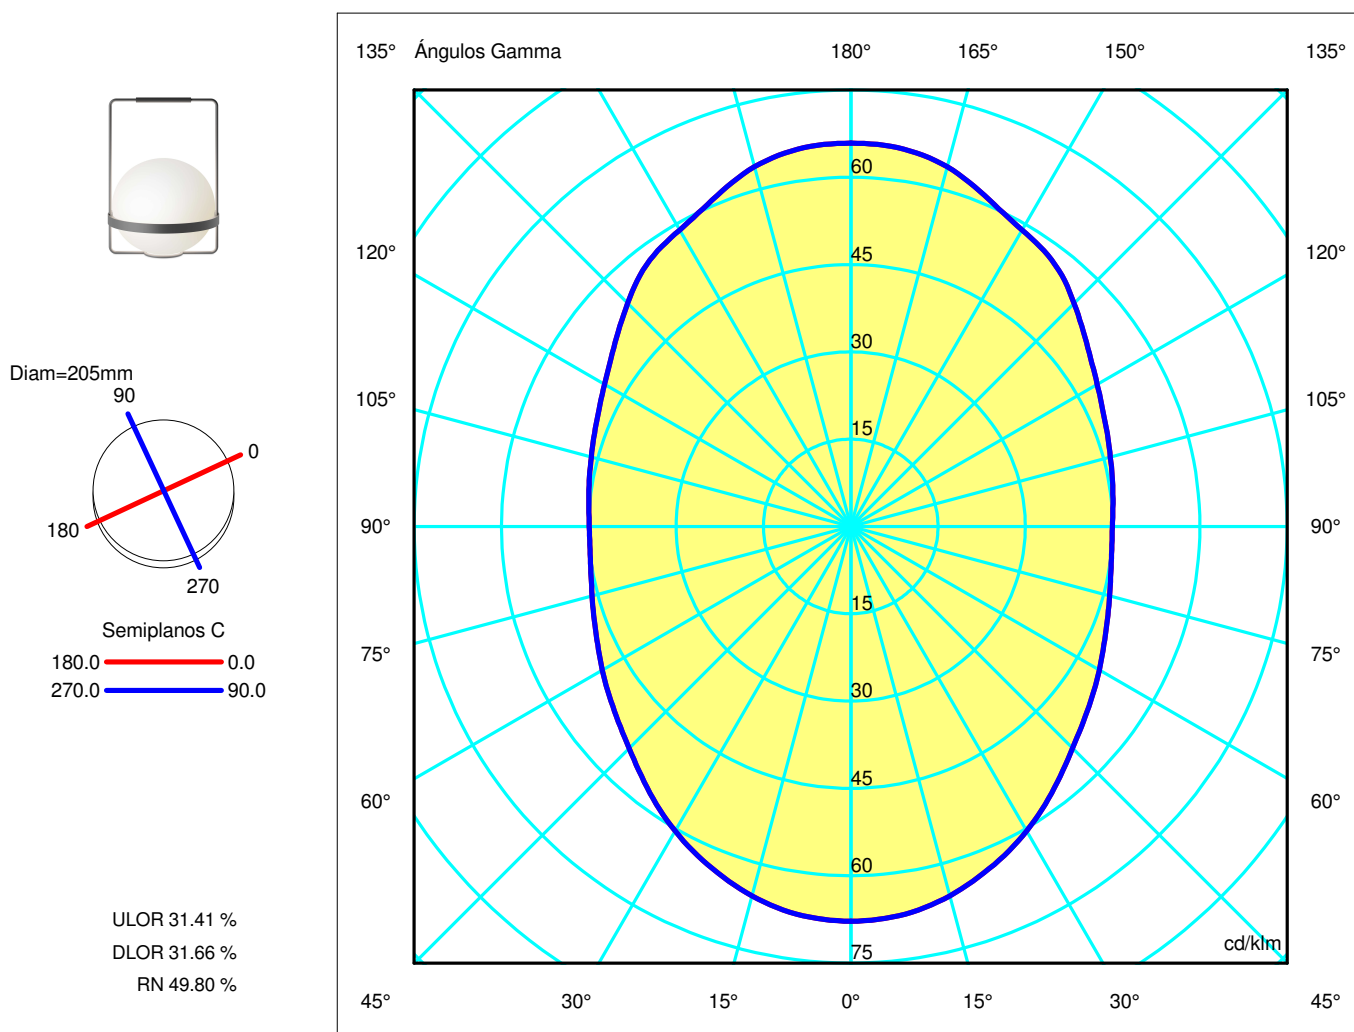 135° Ángulos Gamma 180° 165° 150° 135°
60
45
30
15
15
30
45
60
75
cd/klm
120° 120°
105° 105°
90° 90°
75° 75°
60° 60°
45° 30° 15° 0° 15° 30° 45°
Diam=205mm
90
0
180
270
Semiplanos C
180.0 0.0
270.0 90.0
ULOR 31.41 %
DLOR 31.66 %
RN 49.80 %